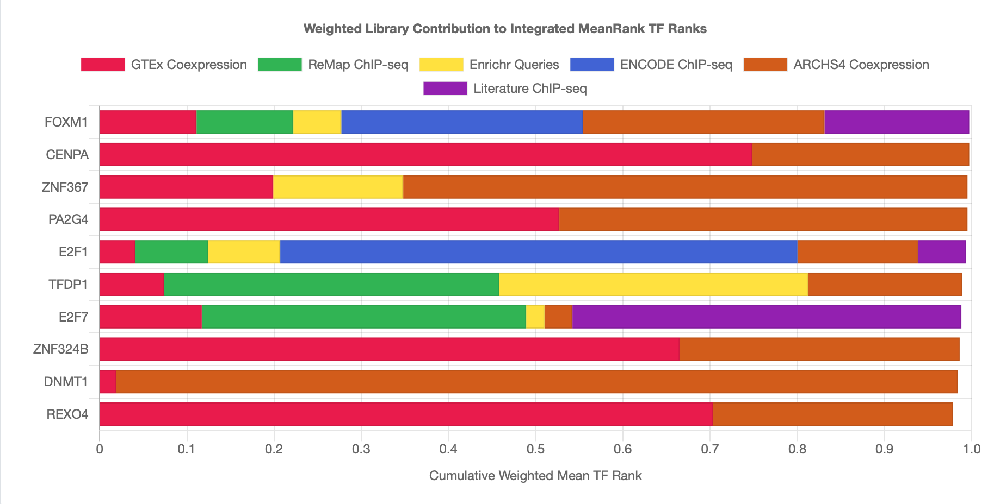 Weighted Library Contribution to Integrated MeanRank TF Ranks
GTEx Coexpression ReMap ChIP-seq Enrichr Queries ENCODE ChIP-seq ARCHS4 Coexpression
Literature ChIP-seq
FOXM1
CENPA
ZNF367
PA2G4
E2F1
TFDP1
E2F7
ZNF324B
DNMT1
REXO4
0 0.1 0.2 0.3 0.4 0.5 0.6 0.7 0.8 0.9 1.0
Cumulative Weighted Mean TF Rank